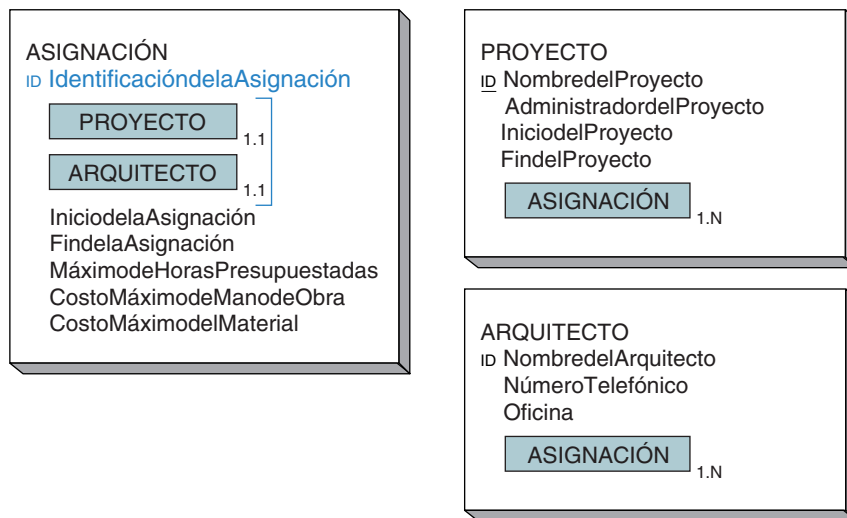 ASIGNACIÓN
ID IdentificacióndelaAsignación
PROYECTO 1.1
ARQUITECTO 1.1
IniciodelaAsignación
FindelaAsignación
MáximodeHorasPresupuestadas
CostoMáximodeManodeObra
CostoMáximodelMaterial
PROYECTO
ID NombredelProyecto
AdministradordelProyecto
IniciodelProyecto
FindelProyecto
ASIGNACIÓN 1.N
ARQUITECTO
ID NombredelArquitecto
NúmeroTelefónico
Oficina
ASIGNACIÓN 1.N